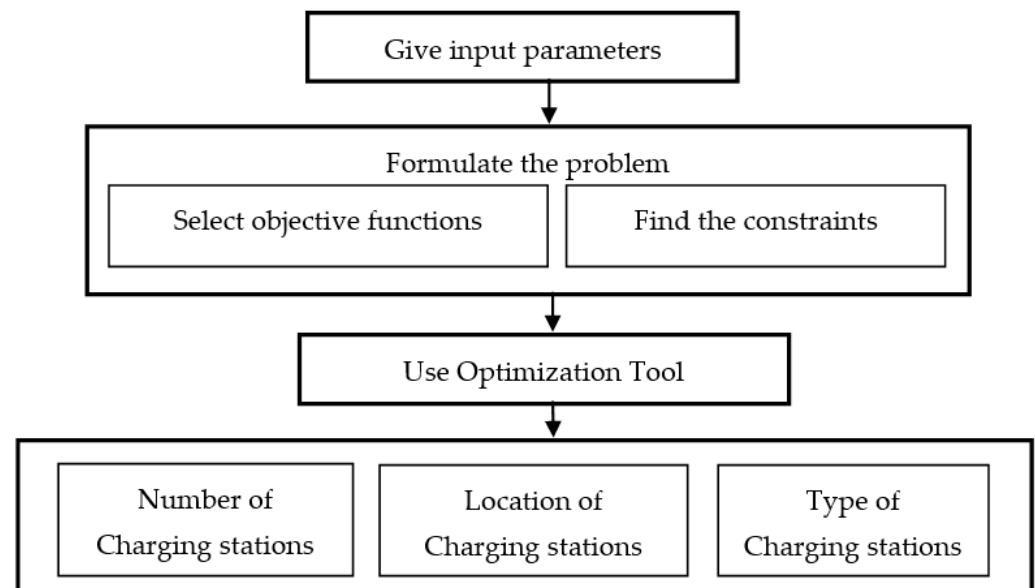 Give input parameters
Formulate the problem
Select objective functions
Find the constraints
Use Optimization Tool
Number of
Charging stations
Location of
Charging stations
Type of
Charging stations